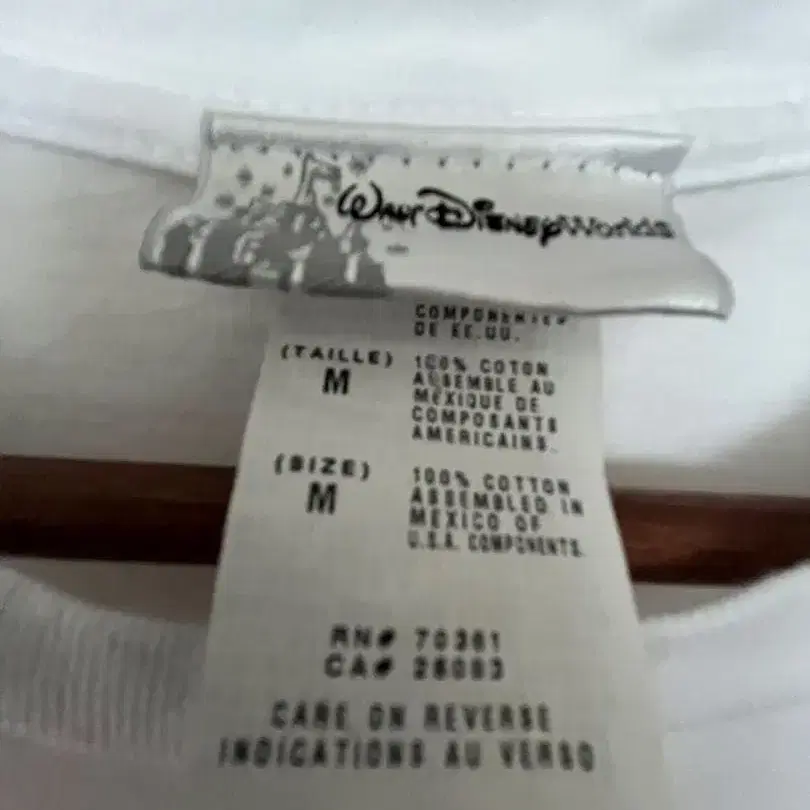 Walt Disney World®
COMPONENTES
DE EE.UU.
(TAILLE)
M
100% COTON
ASSEMBLE AU
MEXIQUE DE
COMPOSANTS
AMERICAINS.
(SIZE)
M
100% COTTON
ASSEMBLED IN
MEXICO OF
U.S.A. COMPONENTS.
RN# 70361
CA# 26083
CARE ON REVERSE
INDICATIONS AU VERSO